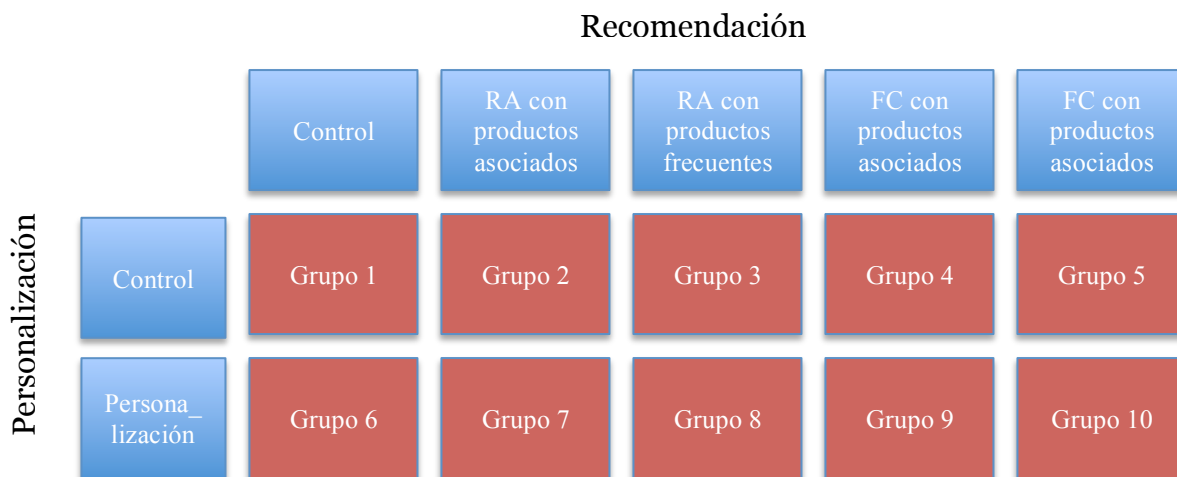 Recomendación
Control
RA con
productos
asociados
RA con
productos
frecuentes
FC con
productos
asociados
FC con
productos
asociados
Personalización
Control
Grupo 1
Grupo 2
Grupo 3
Grupo 4
Grupo 5
Persona_
lización
Grupo 6
Grupo 7
Grupo 8
Grupo 9
Grupo 10